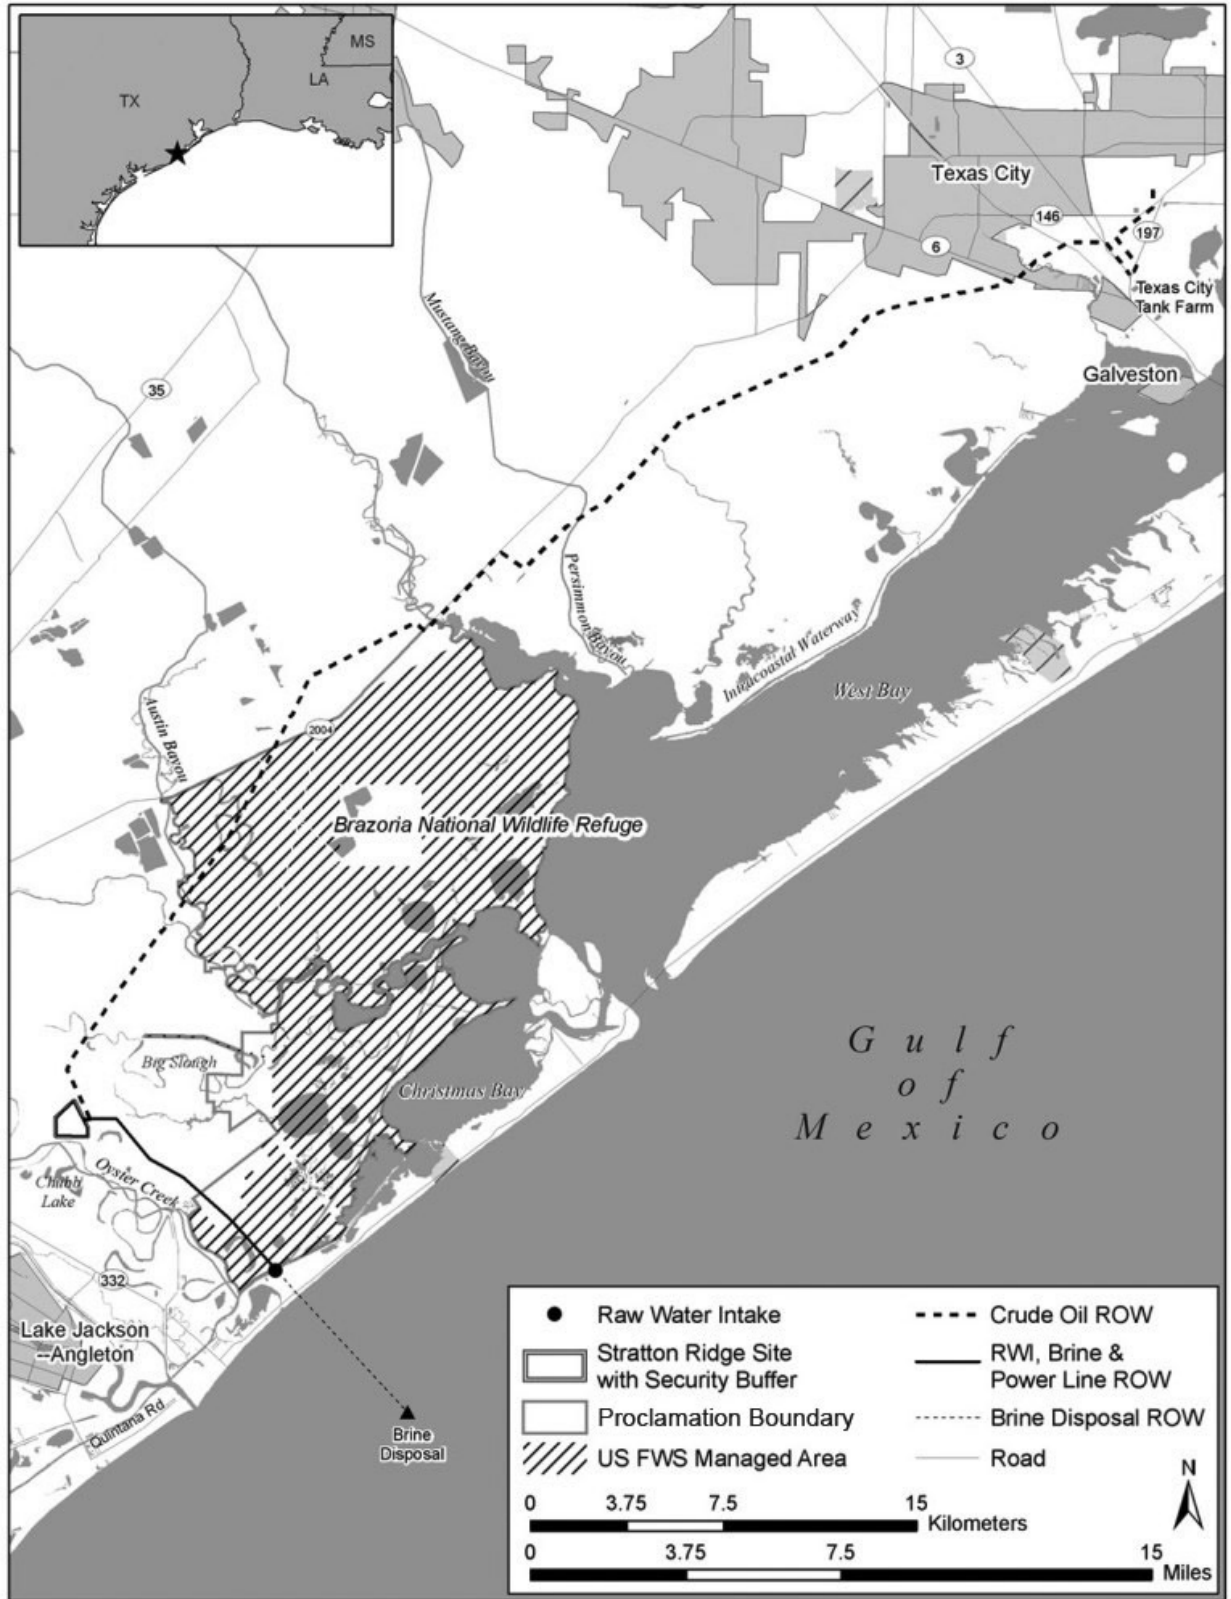 MS
LA
TX
3
Texas City
146
197
6
Texas City
Tank Farm
Mustang Bayou
35
Galveston
Persimmon Bayou
Intracoastal Waterway
West Bay
Austin Bayou
2004
Brazoria National Wildlife Refuge
Gulf
of
Mexico
Big Slough
Christmas Bay
Oyster Creek
Chubb
Lake
332
Lake Jackson
--Angleton
Quintana Rd
Brine
Disposal
Raw Water Intake
Stratton Ridge Site
with Security Buffer
Proclamation Boundary
US FWS Managed Area
Crude Oil ROW
RWI, Brine &
Power Line ROW
Brine Disposal ROW
Road
N
0 3.75 7.5 15
Kilometers
0 3.75 7.5 15
Miles